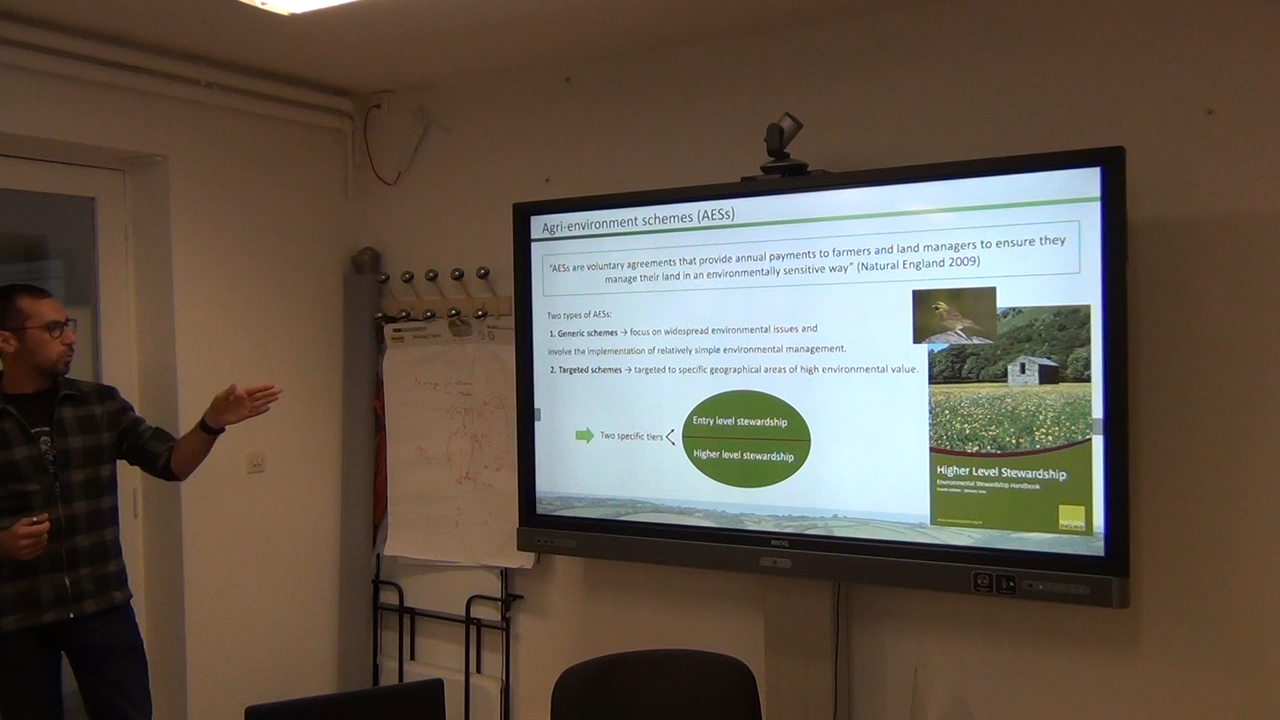 Agri-environment schemes (AESs)
"AESs are voluntary agreements that provide annual payments to farmers and land managers to ensure they
manage their land in an environmentally sensitive way" (Natural England 2009)
Two types of AESs:
1. Generic schemes → focus on widespread environmental issues and
involve the implementation of relatively simple environmental management.
2. Targeted schemes → targeted to specific geographical areas of high environmental value.
Two specific tiers
Entry level stewardship
Higher level stewardship
Higher Level Stewardship
Environmental Stewardship Handbook
BENQ